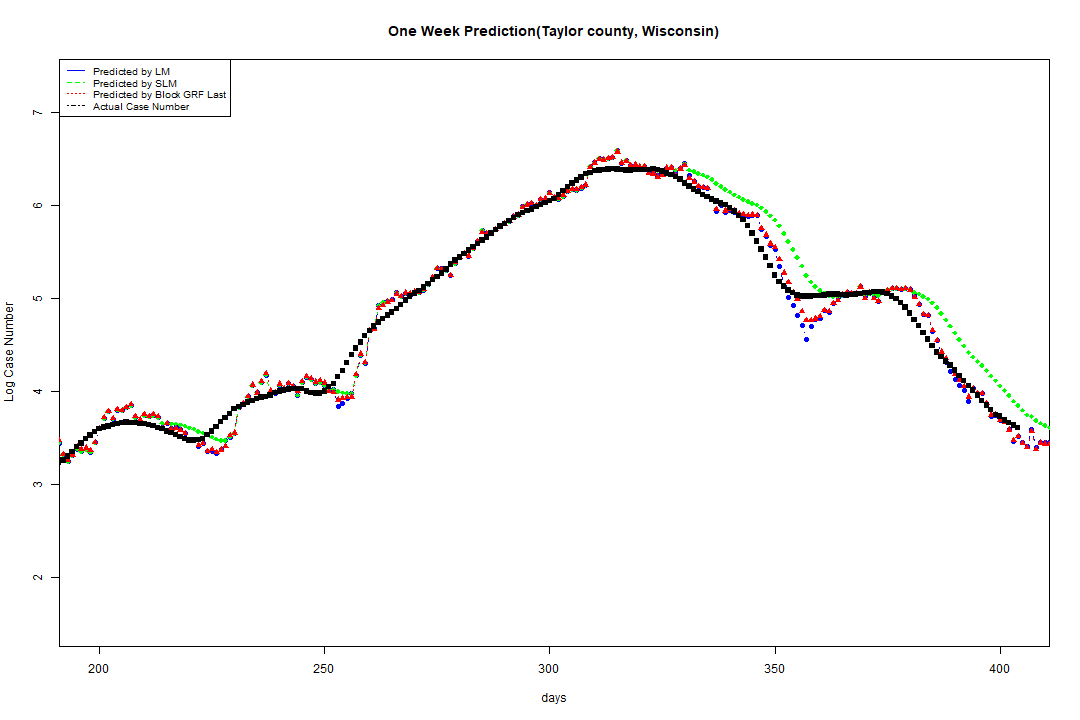 One Week Prediction(Taylor county, Wisconsin)
Predicted by LM
Predicted by SLM
Predicted by Block GRF Last
Actual Case Number
7
6
5
4
3
2
Log Case Number
200 250 300 350 400
days